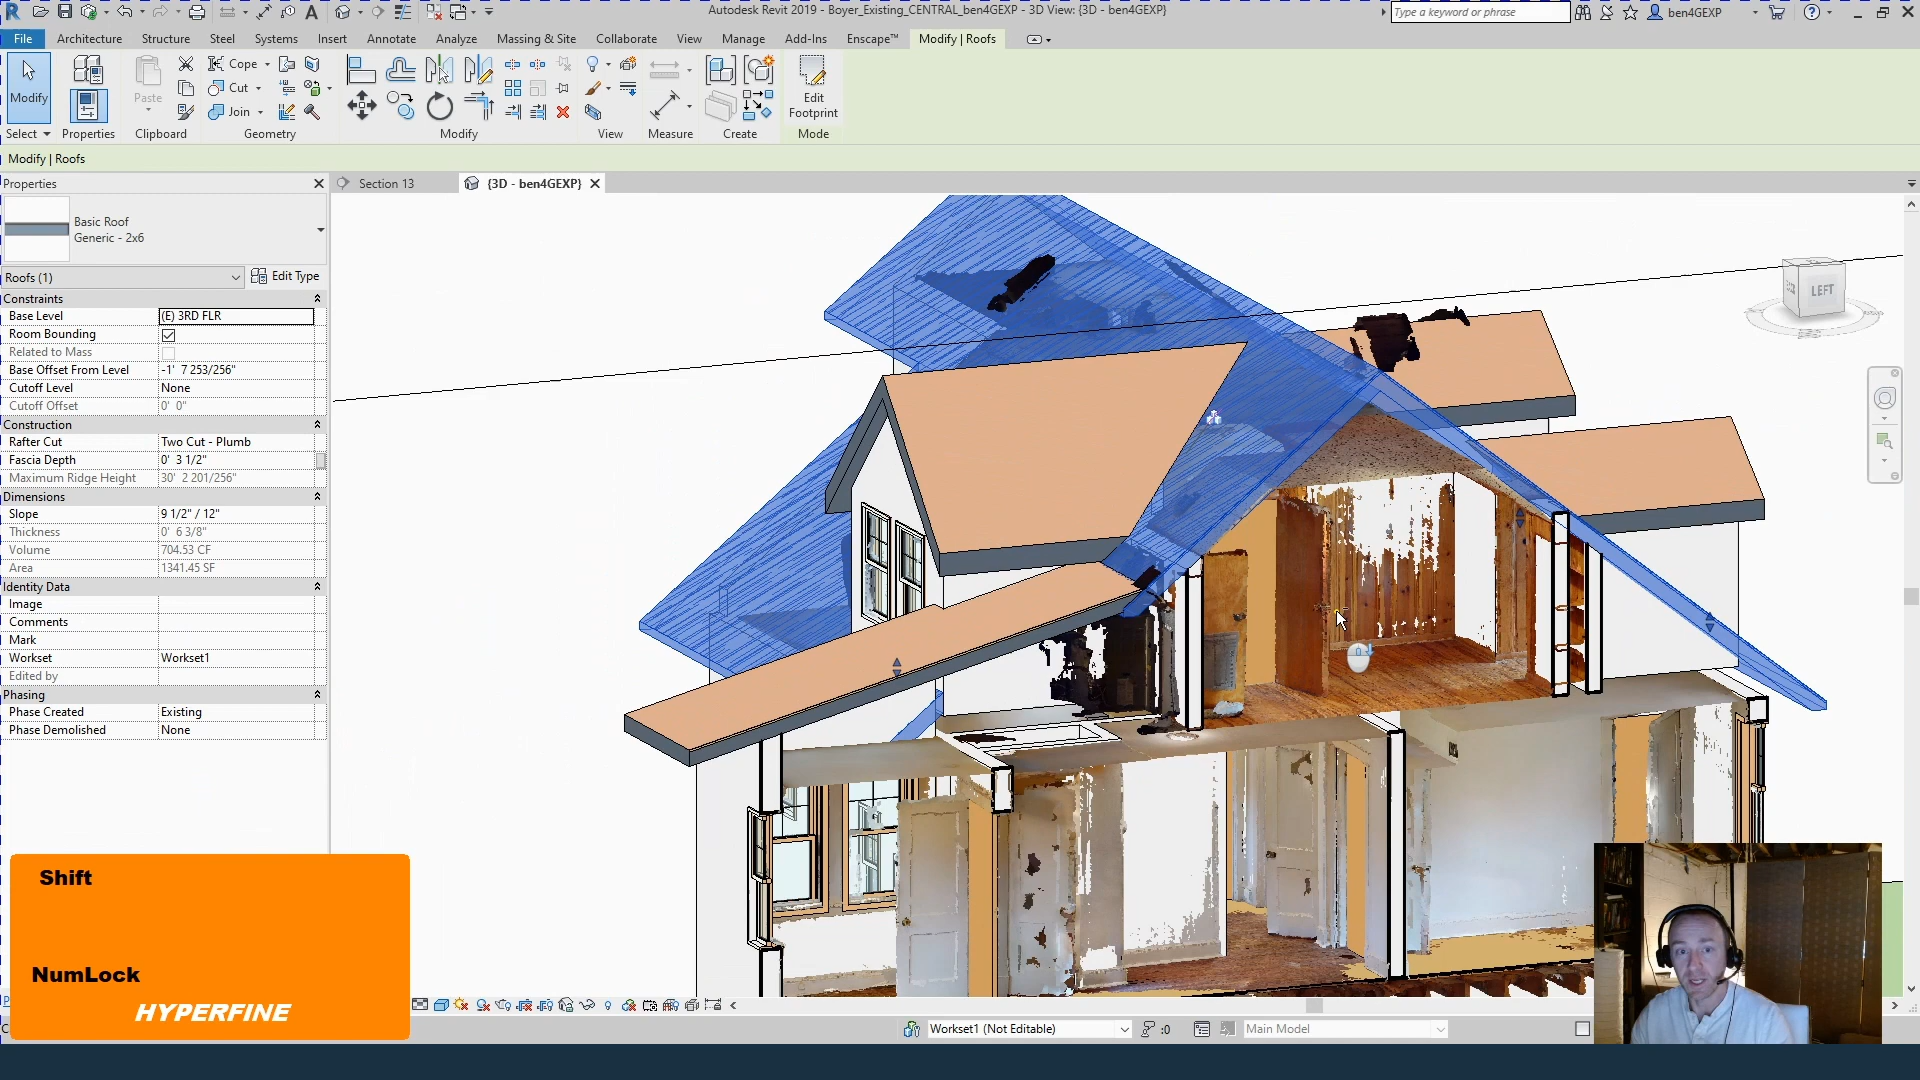 Autodesk Revit 2019 - Boyer_Existing_CENTRAL_ben4GEXP - 3D View: {3D - ben4GEXP}
Type a keyword or phrase
ben4GEXP
File Architecture Structure Steel Systems Insert Annotate Analyze Massing & Site Collaborate View Manage Add-Ins Enscape™ Modify | Roofs
Modify
Paste
Cope
Cut
Join
Edit Footprint
Select Properties Clipboard Geometry Modify View Measure Create Mode
Modify | Roofs
Properties
Section 13
{3D - ben4GEXP}
Basic Roof
Generic - 2x6
Roofs (1)
Edit Type
Constraints
Base Level (E) 3RD FLR
Room Bounding
Related to Mass
Base Offset From Level -1' 7 253/256"
Cutoff Level None
Cutoff Offset 0' 0"
Construction
Rafter Cut Two Cut - Plumb
Fascia Depth 0' 3 1/2"
Maximum Ridge Height 30' 2 201/256"
Dimensions
Slope 9 1/2" / 12"
Thickness 0' 6 3/8"
Volume 704.53 CF
Area 1341.45 SF
Identity Data
Image
Comments
Mark
Workset Workset1
Edited by
Phasing
Phase Created Existing
Phase Demolished None
LEFT
Shift
NumLock
HYPERFINE
Workset1 (Not Editable)
:0
Main Model